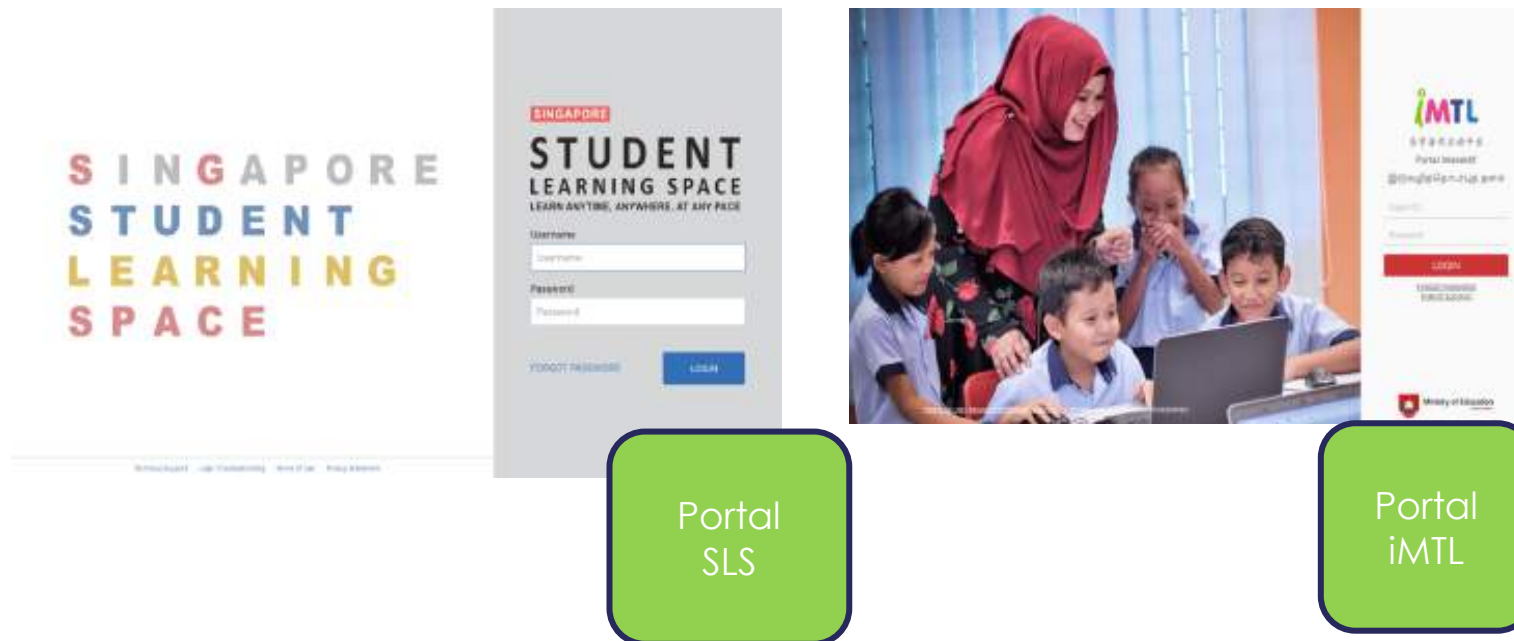 SINGAPORE
STUDENT
LEARNING
SPACE
SINGAPORE
STUDENT
LEARNING SPACE
LEARN ANYTIME, ANYWHERE. AT ANY PACE
Username
Username
Password
Password
FORGOT PASSWORD
LOGIN
Portal
SLS
iMTL
LOGIN
Ministry of Education
Portal
iMTL